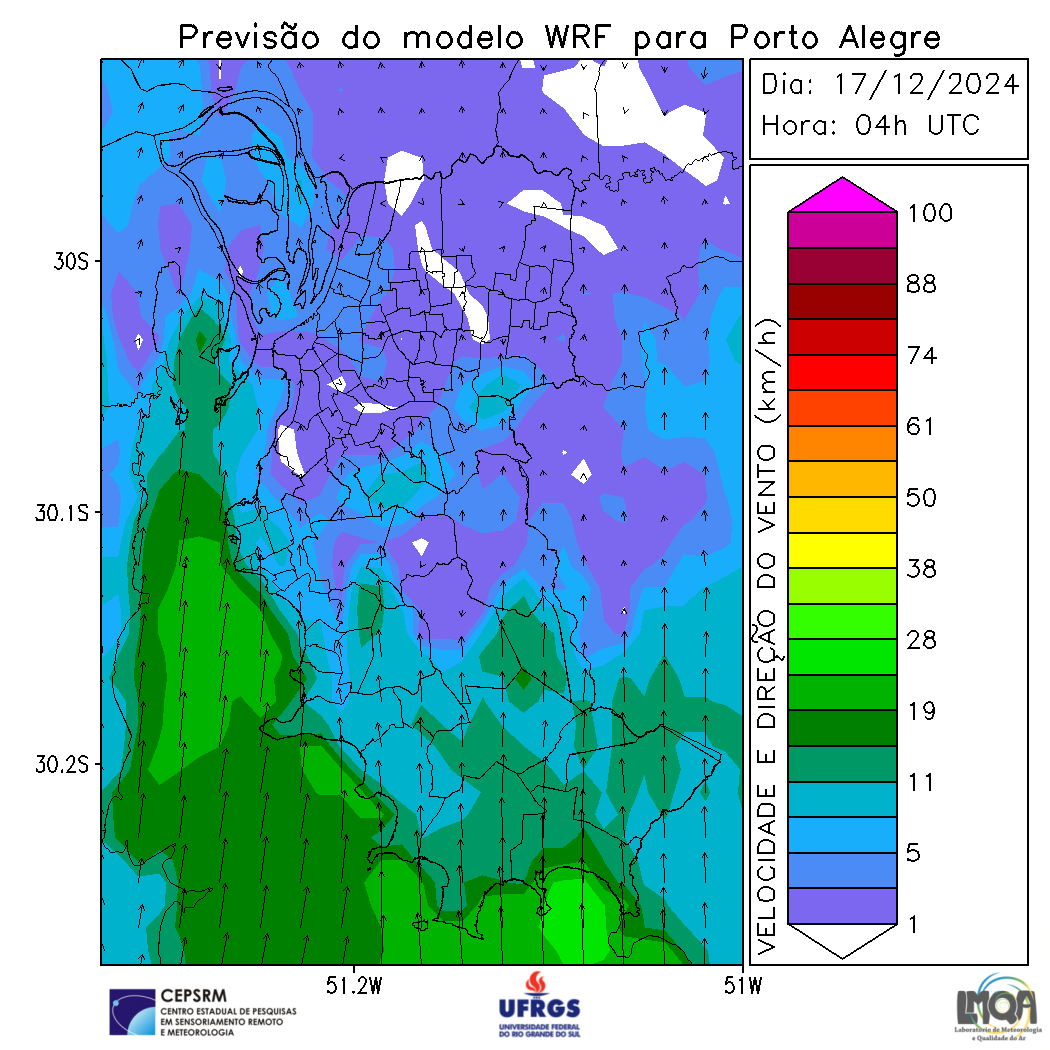 Previsão do modelo WRF para Porto Alegre
Dia: 17/12/2024
Hora: 04h UTC
30S
30.1S
30.2S
51.2W
51W
VELOCIDADE E DIREÇÃO DO VENTO (km/h)
100
88
74
61
50
38
28
19
11
5
1
CEPSRM
CENTRO ESTADUAL DE PESQUISAS
EM SENSORIAMENTO REMOTO
E METEOROLOGIA
UFRGS
UNIVERSIDADE FEDERAL
DO RIO GRANDE DO SUL
LMQA
Laboratório de Meteorologia
e Qualidade do Ar